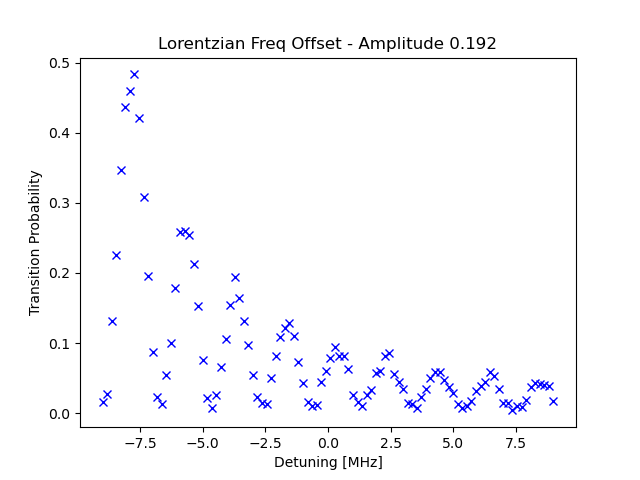 Lorentzian Freq Offset - Amplitude 0.192
0.5
0.4
0.3
0.2
0.1
0.0
Transition Probability
−7.5 −5.0 −2.5 0.0 2.5 5.0 7.5
Detuning [MHz]